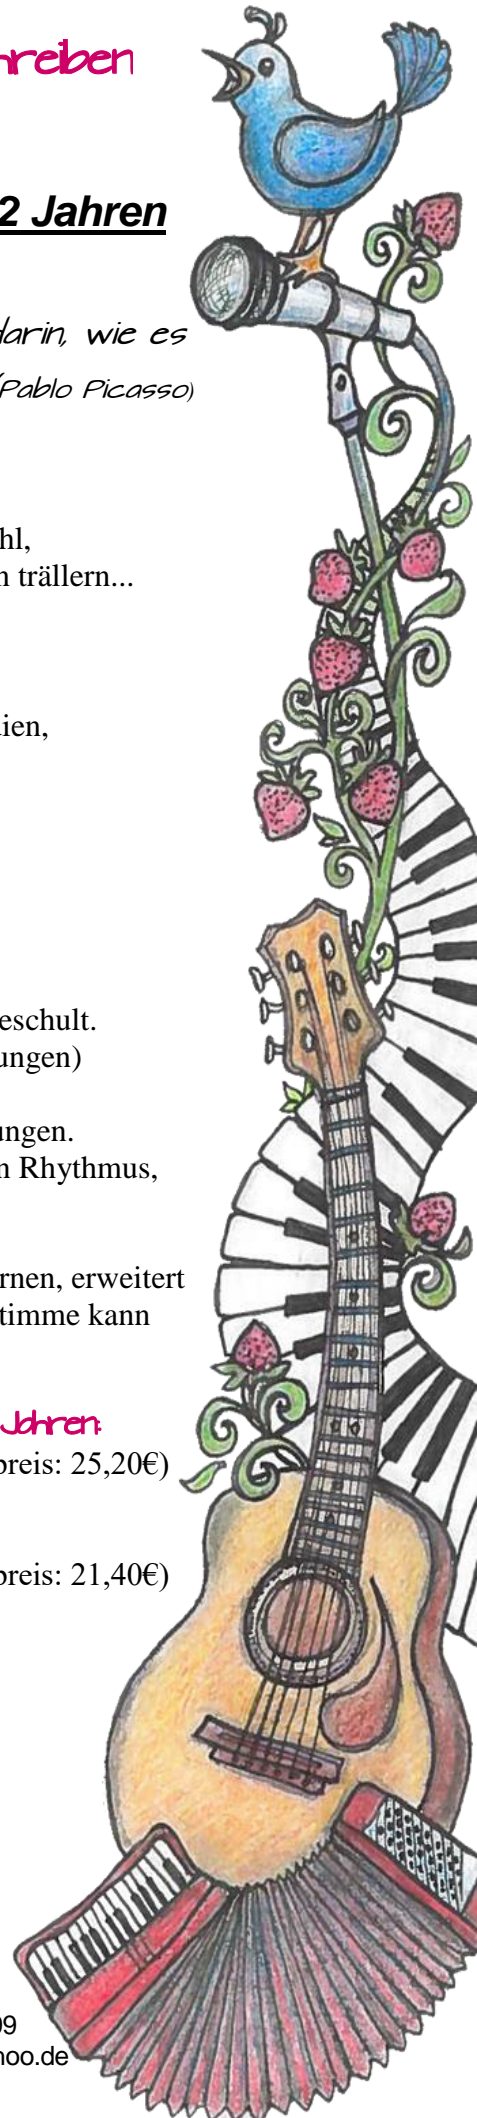 hreiben
2 Jahren
darin, wie es
(Pablo Picasso)
hl,
n trällern...
lien,
eschult.
ungen)
ungen.
n Rhythmus,
rnen, erweitert
timme kann
Jahren:
preis: 25,20€)
preis: 21,40€)
09
hoo.de